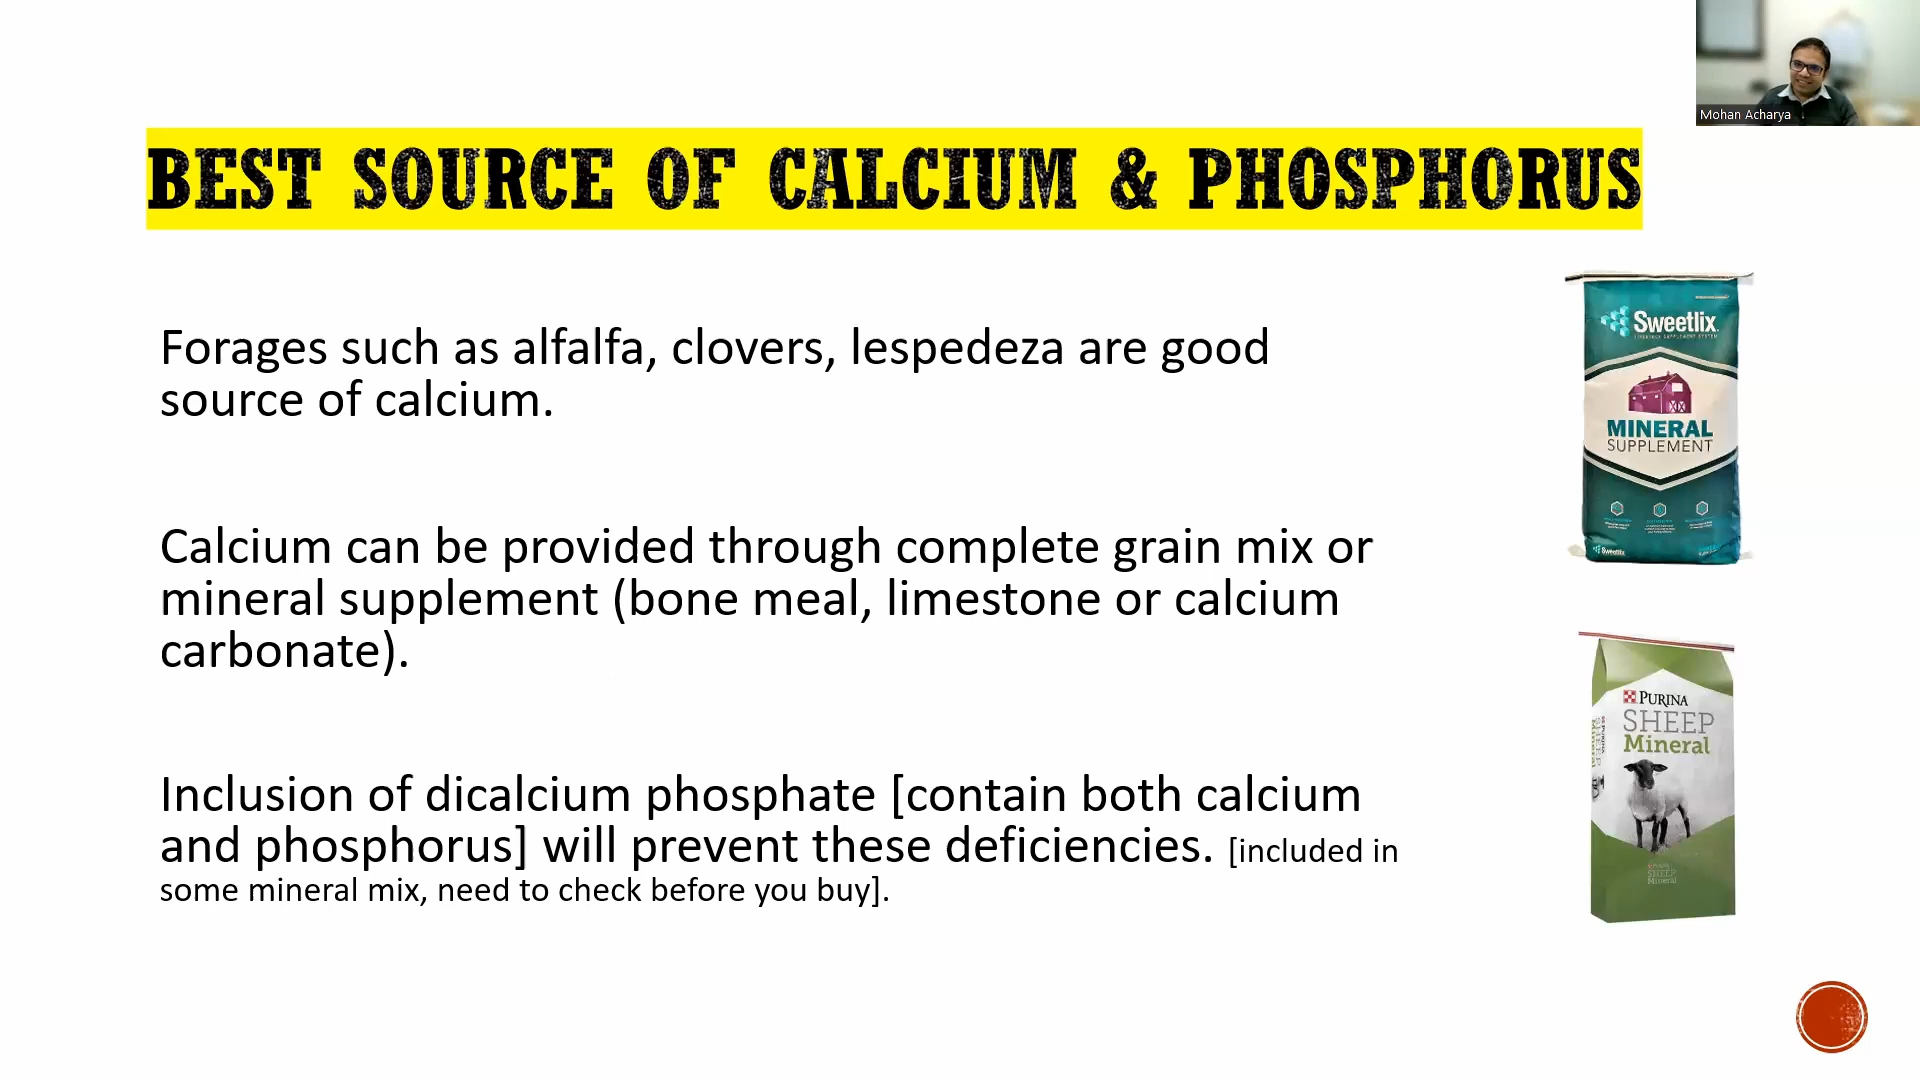 Mohan Acharya
BEST SOURCE OF CALCIUM & PHOSPHORUS
Forages such as alfalfa, clovers, lespedeza are good
source of calcium.
Calcium can be provided through complete grain mix or
mineral supplement (bone meal, limestone or calcium
carbonate).
Inclusion of dicalcium phosphate [contain both calcium
and phosphorus] will prevent these deficiencies. [included in
some mineral mix, need to check before you buy].
Sweetlix
MINERAL
SUPPLEMENT
Sweetlix
PURINA
SHEEP
Mineral
SHEEP
Mineral